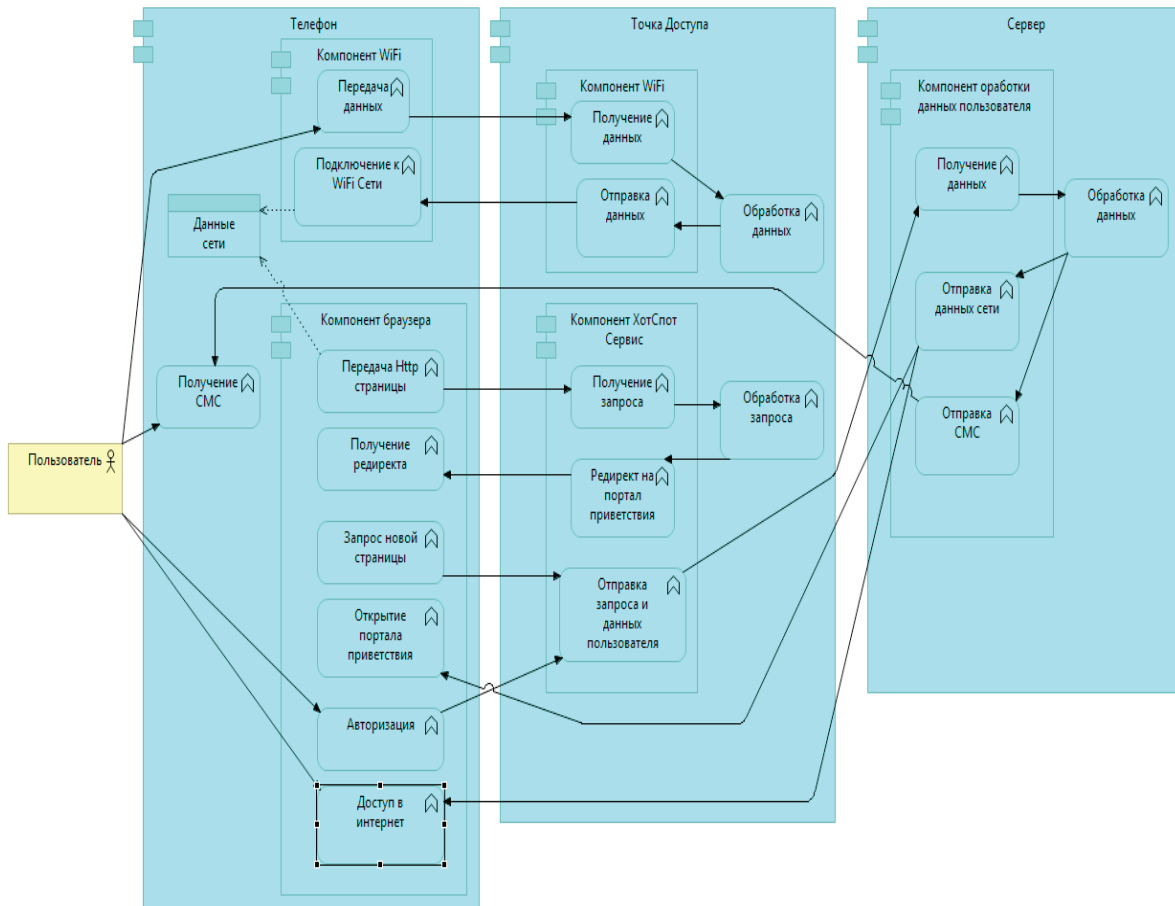 Телефон
Компонент WiFi
Передача
данных
Подключение к
WiFi Сети
Данные
сети
Компонент браузера
Передача Http
страницы
Получение
СМС
Получение
редиректа
Пользователь
Запрос новой
страницы
Открытие
портала
приветствия
Авторизация
Доступ в
интернет
Точка Доступа
Компонент WiFi
Получение
данных
Отправка
данных
Обработка
данных
Компонент ХотСпот
Сервис
Получение
запроса
Обработка
запроса
Редирект на
портал
приветствия
Отправка
запроса и
данных
пользователя
Сервер
Компонент оработки
данных пользователя
Получение
данных
Обработка
данных
Отправка
данных сети
Отправка
СМС